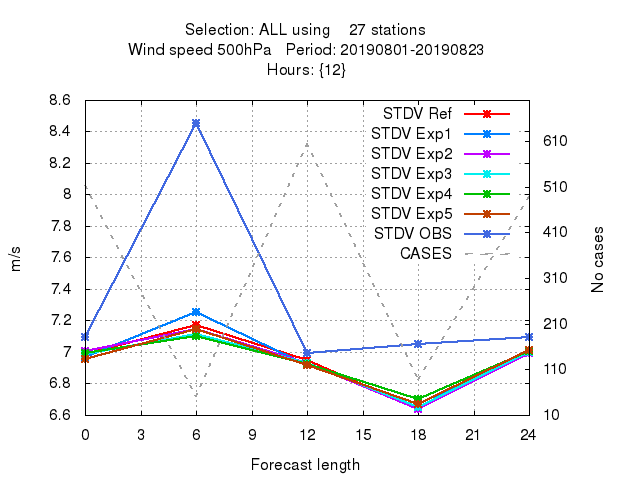 Selection: ALL using    27 stations
Wind speed 500hPa   Period: 20190801-20190823
Hours: {12}
STDV Ref
STDV Exp1
STDV Exp2
STDV Exp3
STDV Exp4
STDV Exp5
STDV OBS
CASES
m/s
8.6
8.4
8.2
8
7.8
7.6
7.4
7.2
7
6.8
6.6
No cases
610
510
410
310
210
110
10
0 3 6 9 12 15 18 21 24
Forecast length